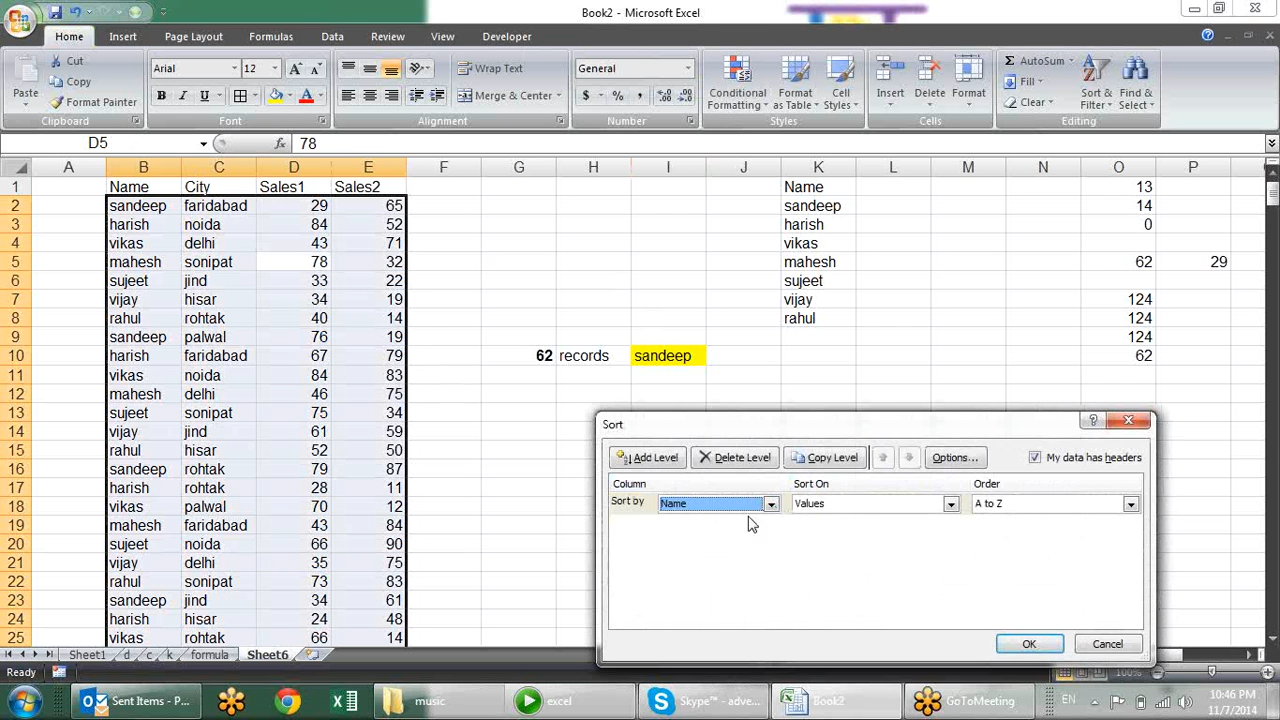 Book2 - Microsoft Excel
Home Insert Page Layout Formulas Data Review View Developer
Paste Cut Copy Format Painter Clipboard
Arial 12 A A B I U A Font
Wrap Text Merge & Center Alignment
General $ % , Number
Conditional Formatting Format as Table Cell Styles Styles
Insert Delete Format Cells
Σ AutoSum Fill Clear Sort & Filter Find & Select Editing
D5 fx 78
A B C D E F G H I J K L M N O P
1 Name City Sales1 Sales2 Name 13
2 sandeep faridabad 29 65 sandeep 14
3 harish noida 84 52 harish 0
4 vikas delhi 43 71 vikas
5 mahesh sonipat 78 32 mahesh 62 29
6 sujeet jind 33 22 sujeet
7 vijay hisar 34 19 vijay 124
8 rahul rohtak 40 14 rahul 124
9 sandeep palwal 76 19 124
10 harish faridabad 67 79 62 records sandeep 62
11 vikas noida 84 83
12 mahesh delhi 46 75
13 sujeet sonipat 75 34
14 vijay jind 61 59
15 rahul hisar 52 50
16 sandeep rohtak 79 87
17 harish rohtak 28 11
18 vikas palwal 70 12
19 mahesh faridabad 43 84
20 sujeet noida 66 90
21 vijay delhi 35 75
22 rahul sonipat 73 83
23 sandeep jind 34 61
24 harish hisar 24 48
25 vikas rohtak 66 14
Sort
Add Level Delete Level Copy Level Options... My data has headers
Column Sort On Order
Sort by Name Values A to Z
OK Cancel
Sheet1 d c k formula Sheet6
Ready 100%
Sent Items - P... music excel Skype™ - adve... Book2 GoToMeeting EN 10:46 PM
11/7/2014